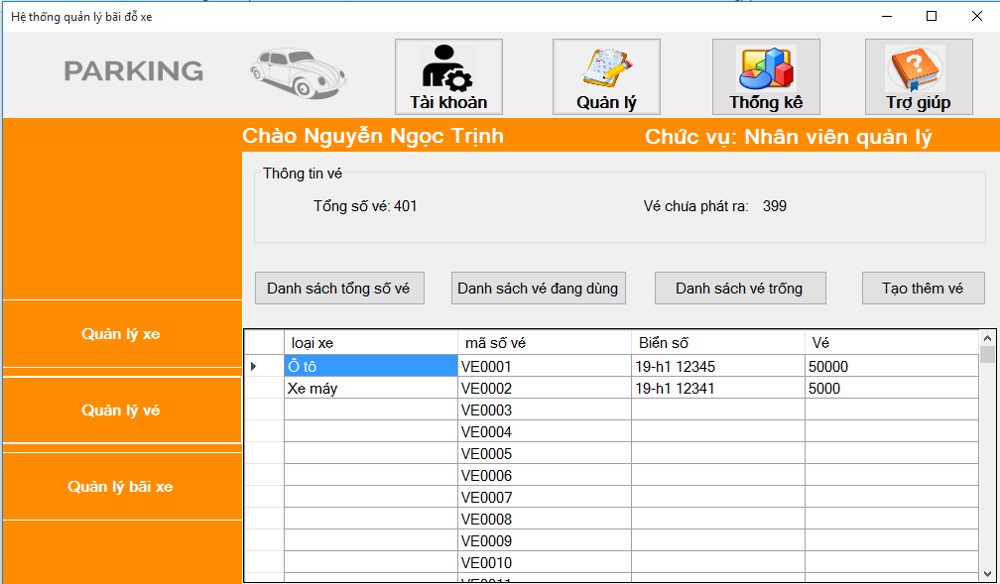 Hệ thống quản lý bãi đỗ xe
PARKING
Tài khoản Quản lý Thống kê Trợ giúp
Chào Nguyễn Ngọc Trịnh Chức vụ: Nhân viên quản lý
Thông tin vé
Tổng số vé: 401 Vé chưa phát ra: 399
Danh sách tổng số vé Danh sách vé đang dùng Danh sách vé trống Tạo thêm vé
Quản lý xe
Quản lý vé
Quản lý bãi xe
loại xe mã số vé Biển số Vé
Ô tô VE0001 19-h1 12345 50000
Xe máy VE0002 19-h1 12341 5000
VE0003
VE0004
VE0005
VE0006
VE0007
VE0008
VE0009
VE0010
VE0011